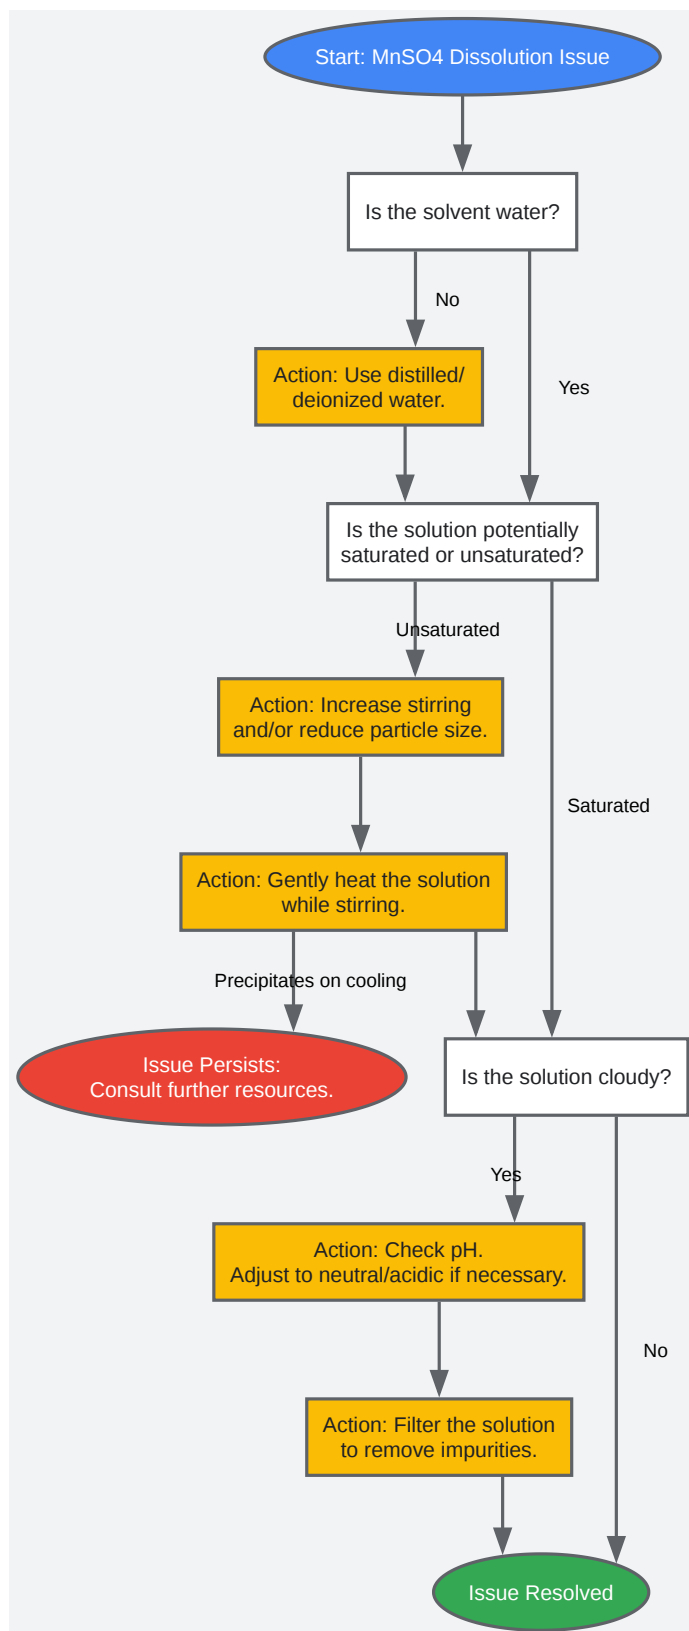 Start: MnSO4 Dissolution Issue
Is the solvent water?
No
Action: Use distilled/
deionized water.
Yes
Is the solution potentially
saturated or unsaturated?
Unsaturated
Action: Increase stirring
and/or reduce particle size.
Saturated
Action: Gently heat the solution
while stirring.
Precipitates on cooling
Issue Persists:
Consult further resources.
Is the solution cloudy?
Yes
Action: Check pH.
Adjust to neutral/acidic if necessary.
No
Action: Filter the solution
to remove impurities.
Issue Resolved